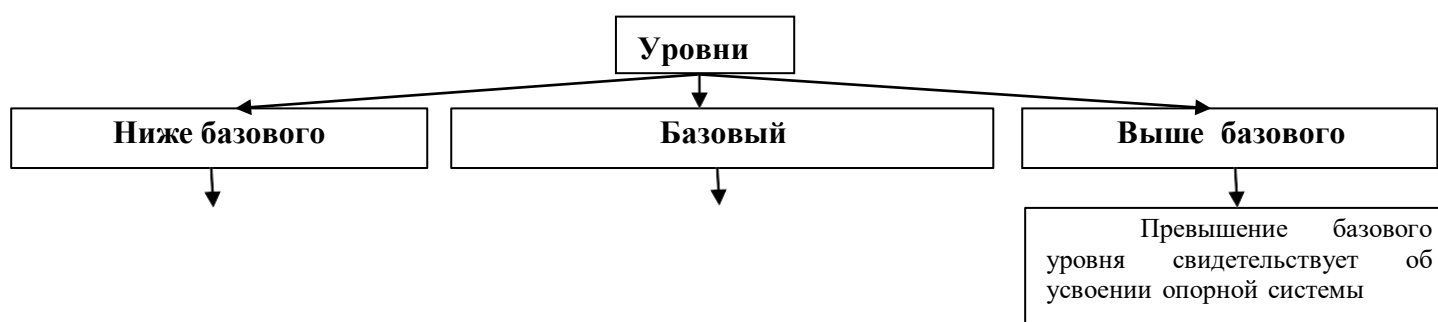 Уровни
Ниже базового
Базовый
Выше базового
Превышение базового
уровня свидетельствует об
усвоении опорной системы